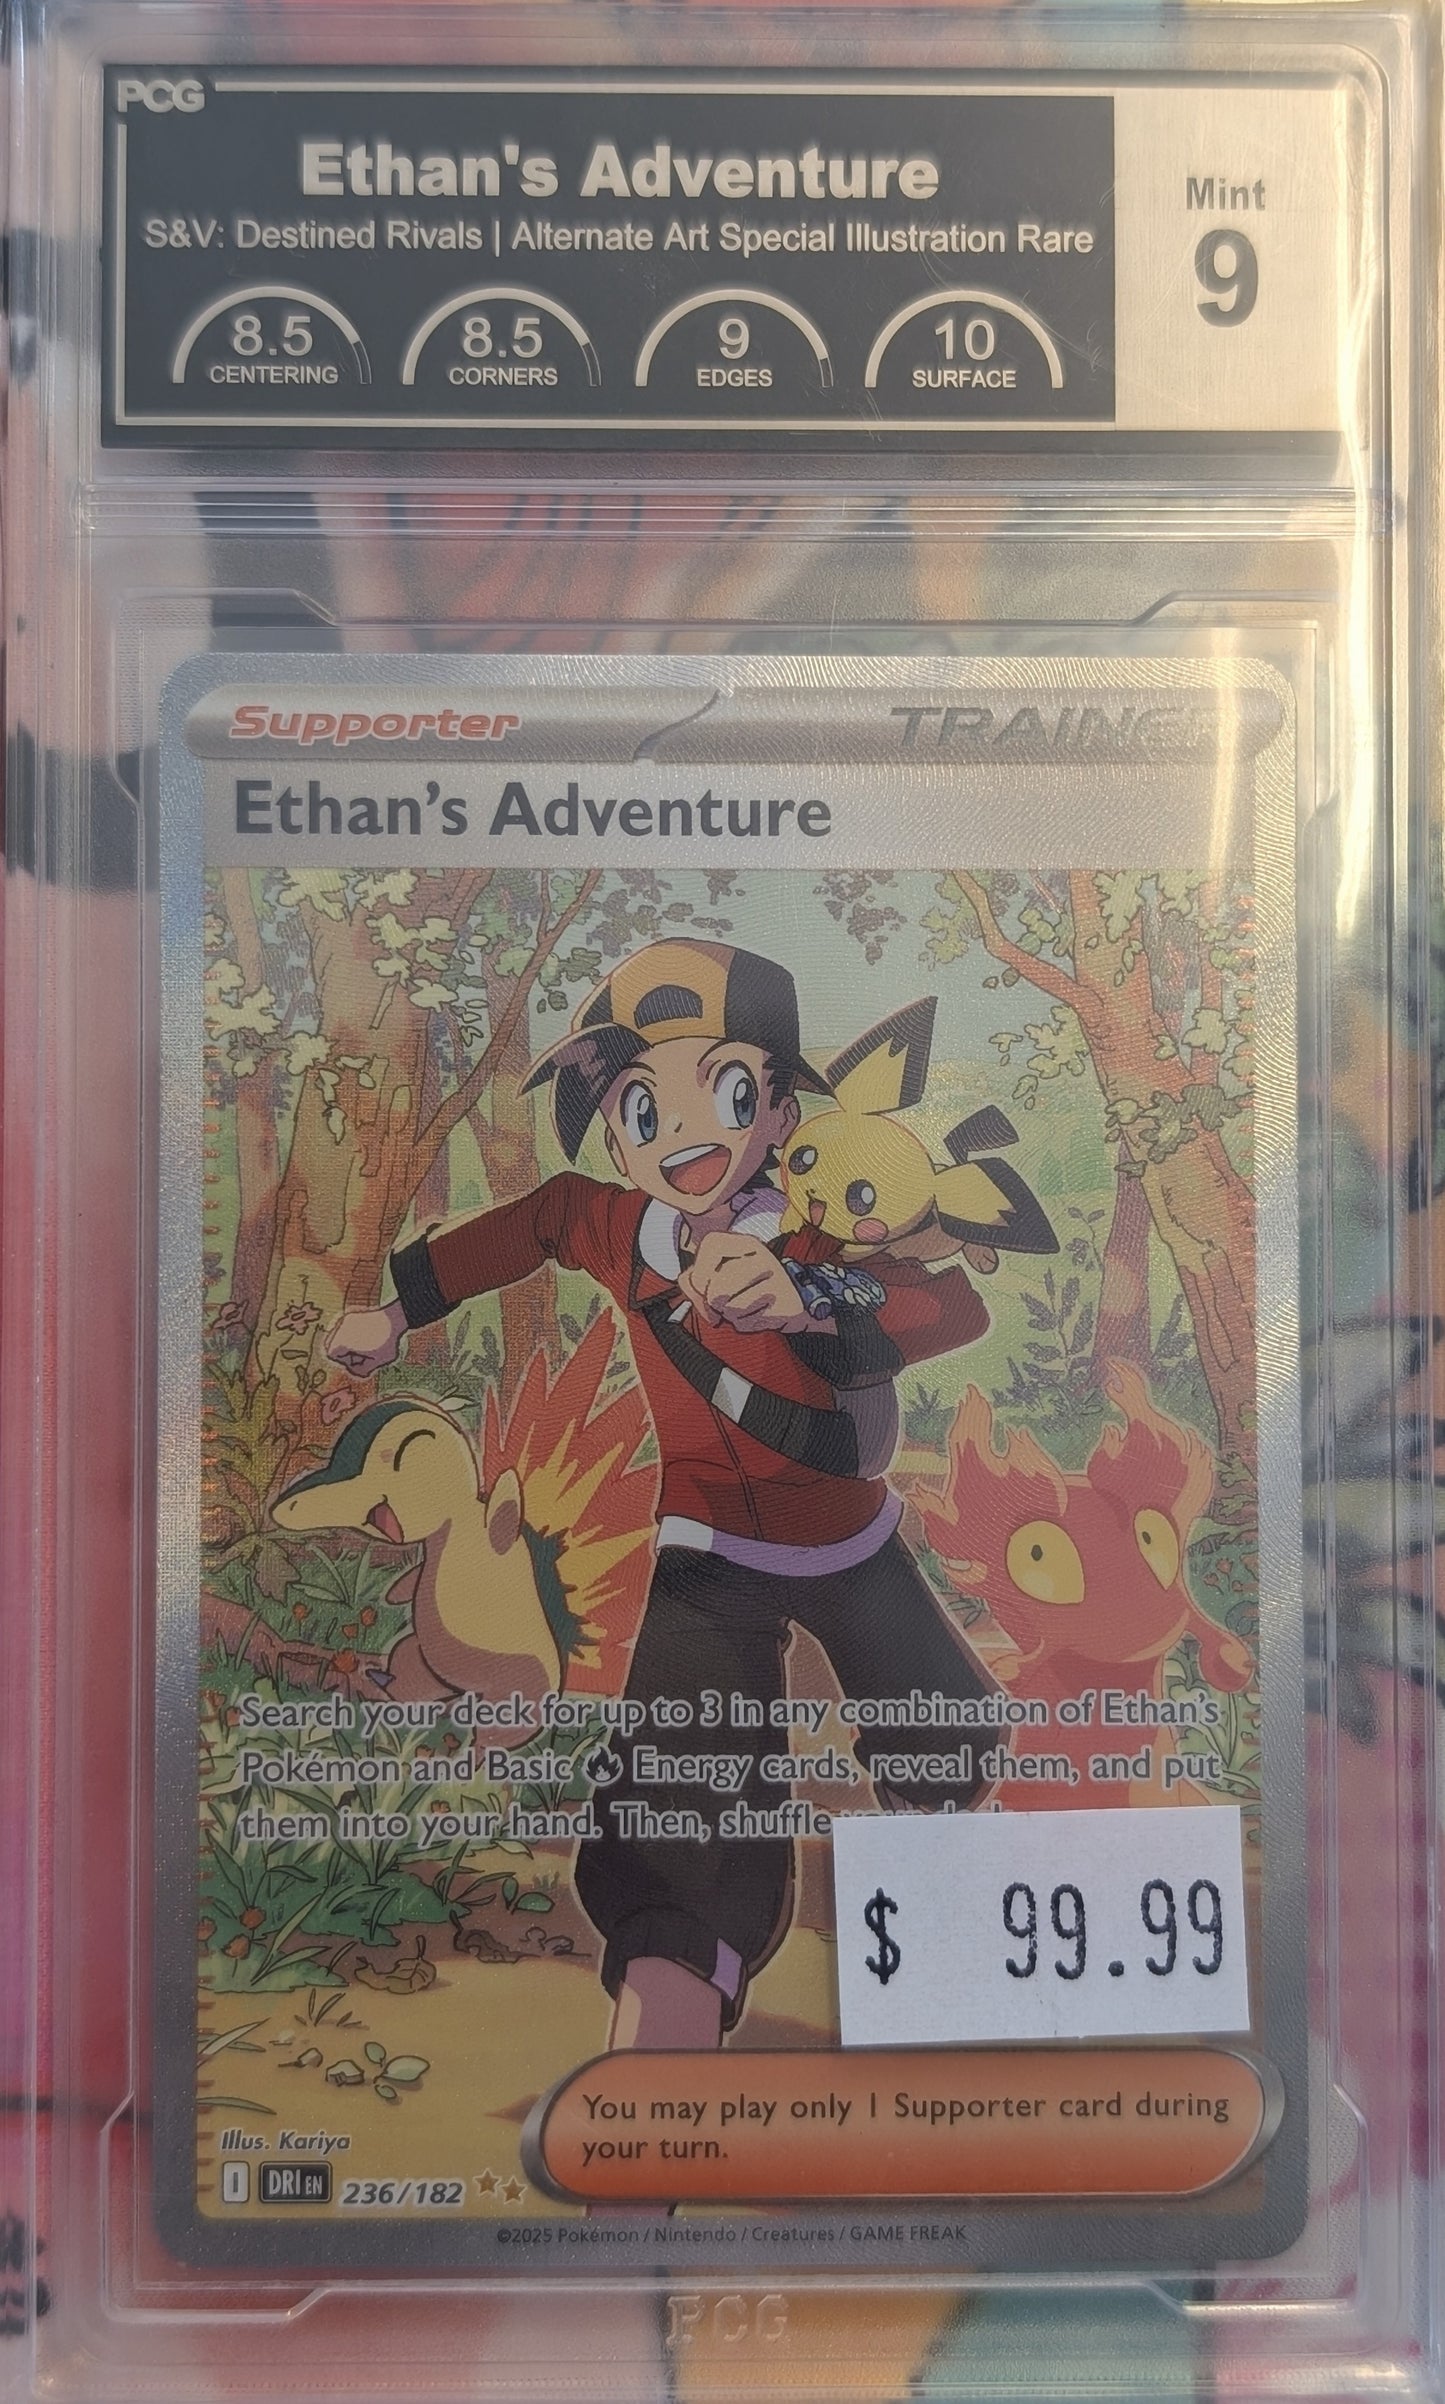 PCG
Ethan's Adventure
S&V: Destined Rivals | Alternate Art Special Illustration Rare
8.5
CENTERING
8.5
CORNERS
9
EDGES
10
SURFACE
Mint
9
Supporter
TRAINER
Ethan's Adventure
Search your deck for up to 3 in any combination of Ethan's
Pokémon and Basic Energy cards, reveal them, and put
them into your hand. Then, shuffle
$ 99.99
You may play only 1 Supporter card during
your turn.
Illus. Kariya
I DRI EN 236/182
©2025 Pokémon / Nintendo / Creatures / GAME FREAK
PCG